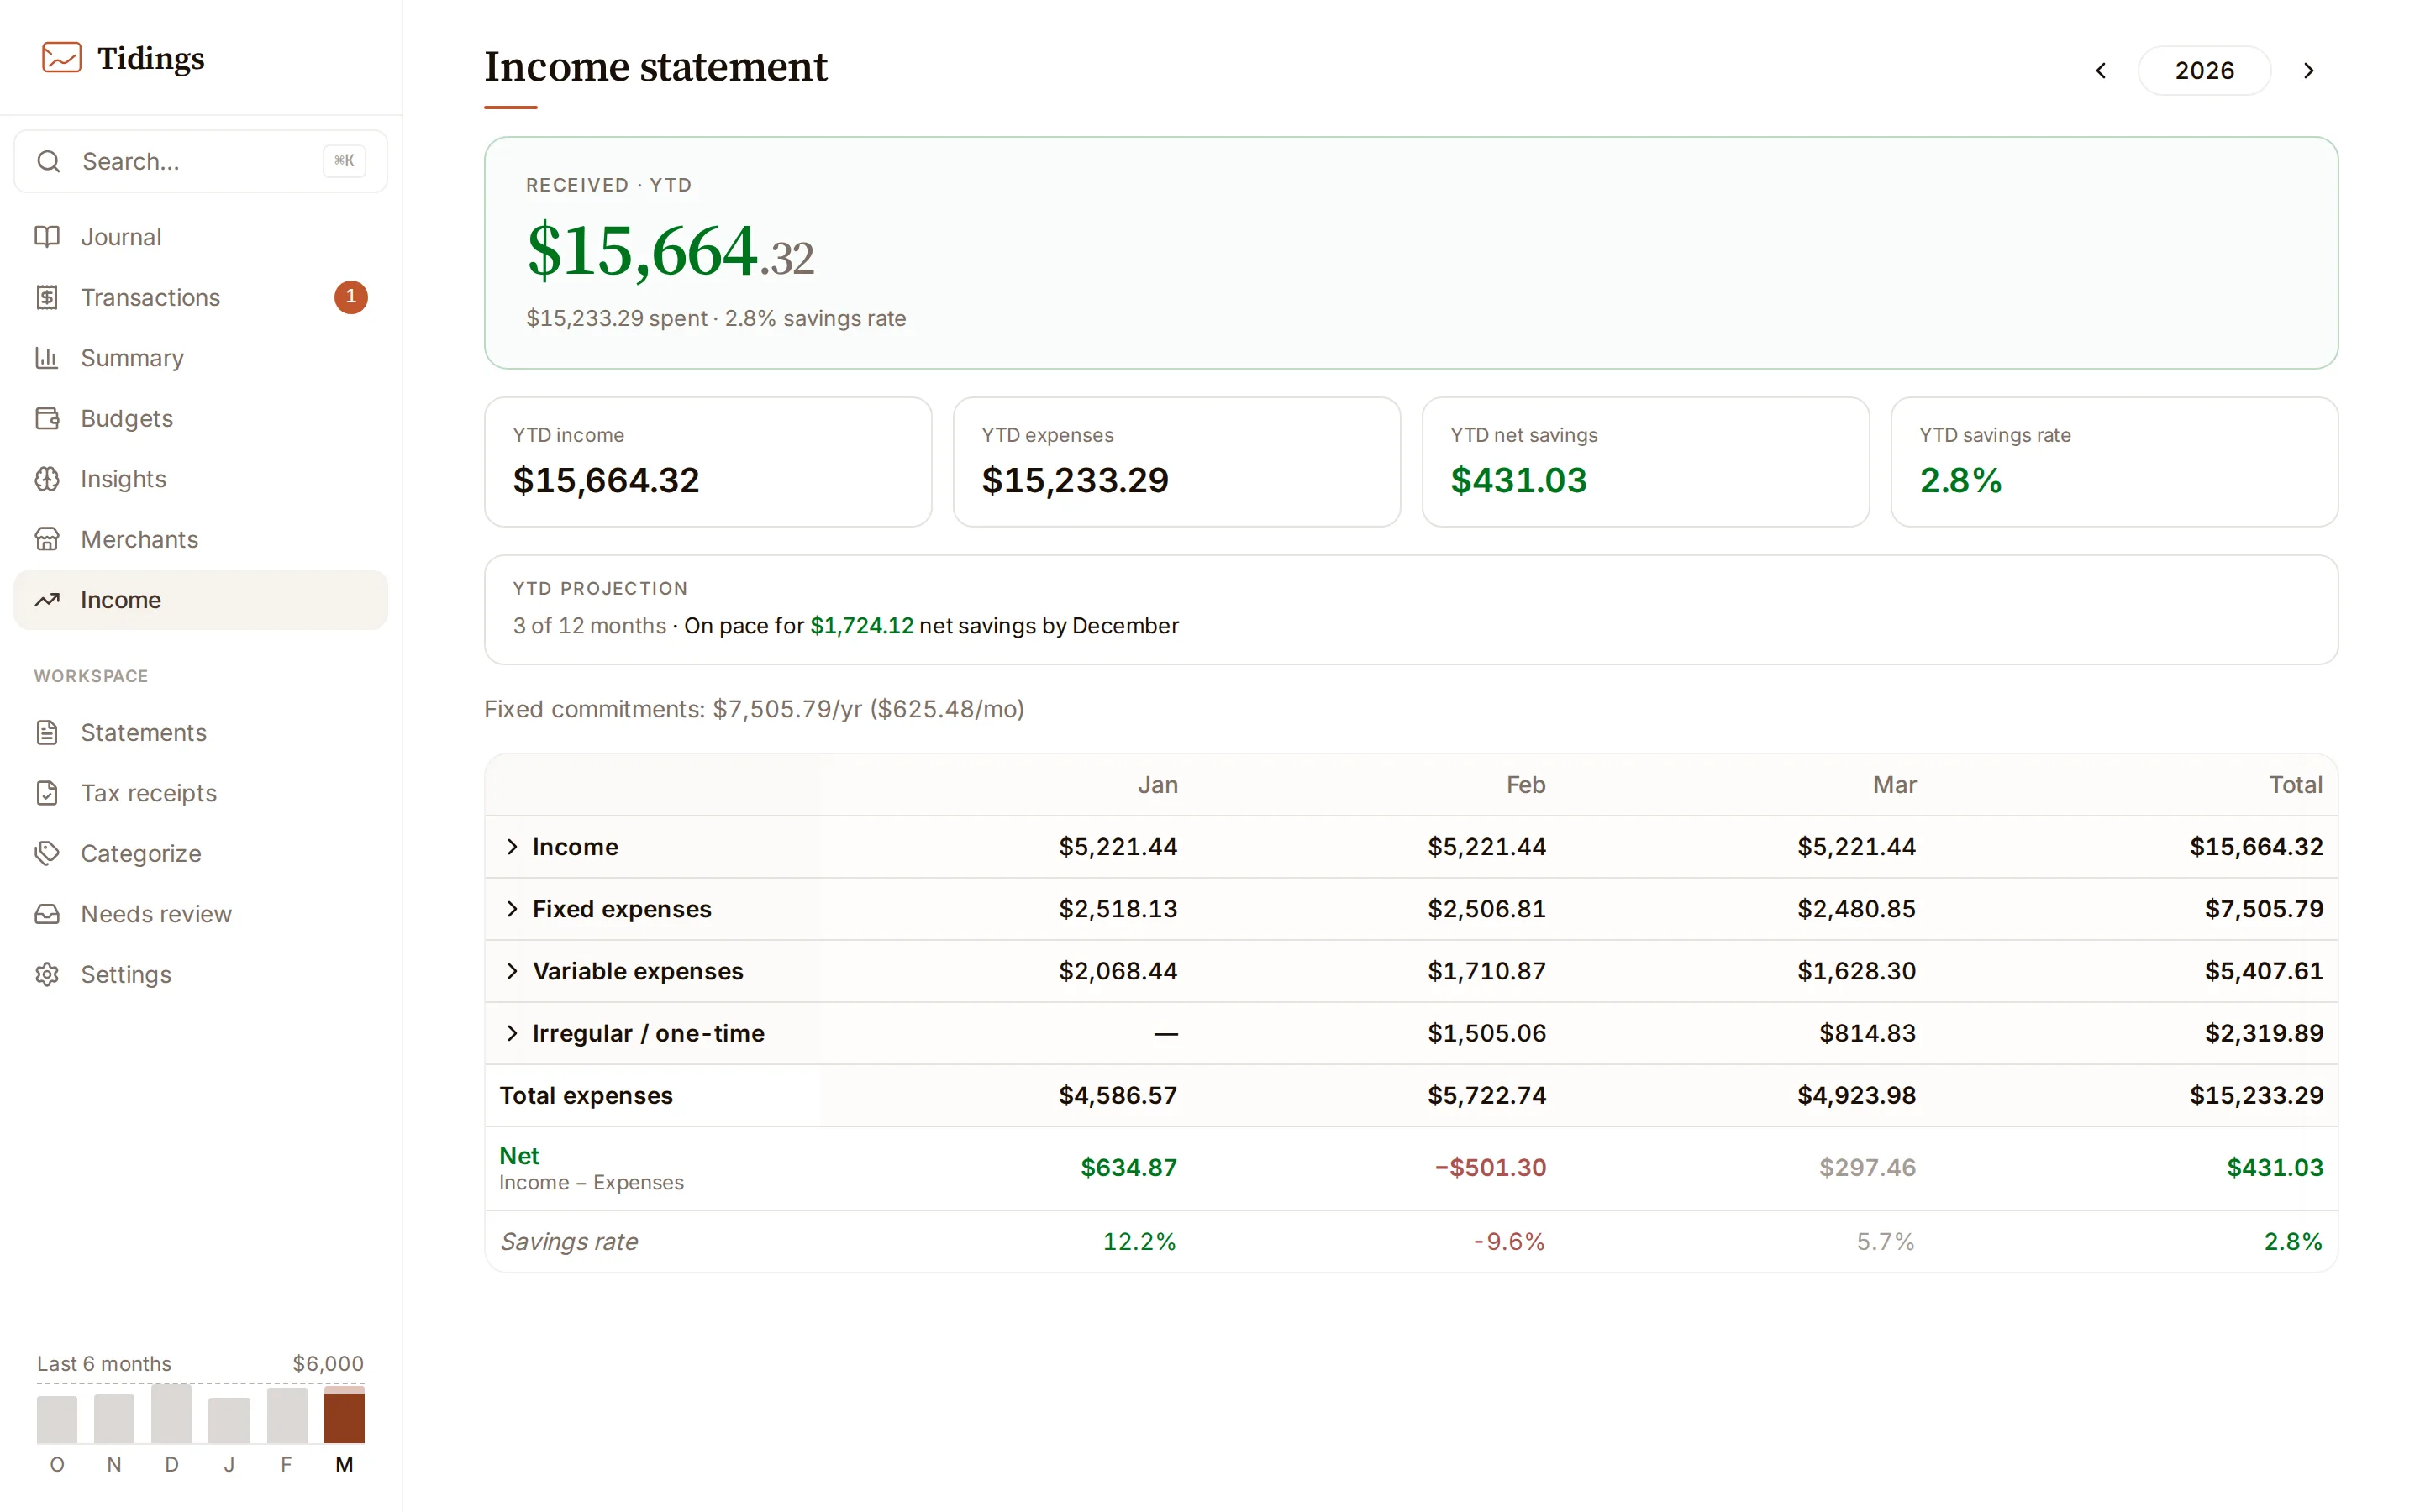 Tidings
Search...
⌘K
Journal
Transactions 1
Summary
Budgets
Insights
Merchants
Income
WORKSPACE
Statements
Tax receipts
Categorize
Needs review
Settings
Last 6 months $6,000
O N D J F M
Income statement
2026
RECEIVED · YTD
$15,664.32
$15,233.29 spent · 2.8% savings rate
YTD income
$15,664.32
YTD expenses
$15,233.29
YTD net savings
$431.03
YTD savings rate
2.8%
YTD PROJECTION
3 of 12 months · On pace for $1,724.12 net savings by December
Fixed commitments: $7,505.79/yr ($625.48/mo)
Jan Feb Mar Total
Income $5,221.44 $5,221.44 $5,221.44 $15,664.32
Fixed expenses $2,518.13 $2,506.81 $2,480.85 $7,505.79
Variable expenses $2,068.44 $1,710.87 $1,628.30 $5,407.61
Irregular / one-time — $1,505.06 $814.83 $2,319.89
Total expenses $4,586.57 $5,722.74 $4,923.98 $15,233.29
Net $634.87 −$501.30 $297.46 $431.03
Income − Expenses
Savings rate 12.2% -9.6% 5.7% 2.8%